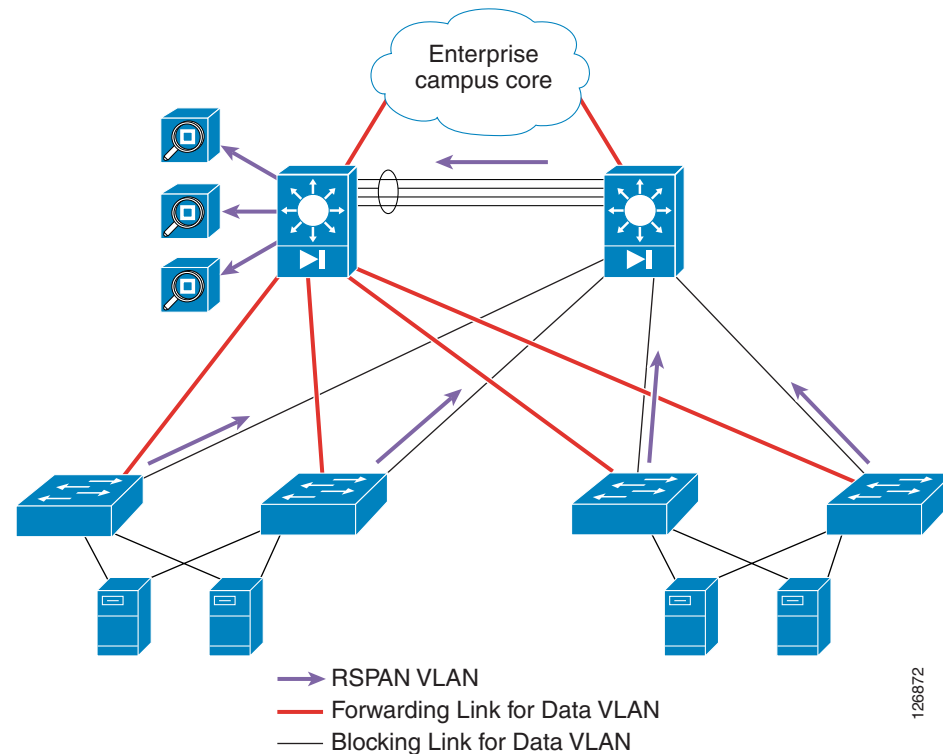 Enterprise
campus core
RSPAN VLAN
Forwarding Link for Data VLAN
Blocking Link for Data VLAN
126872